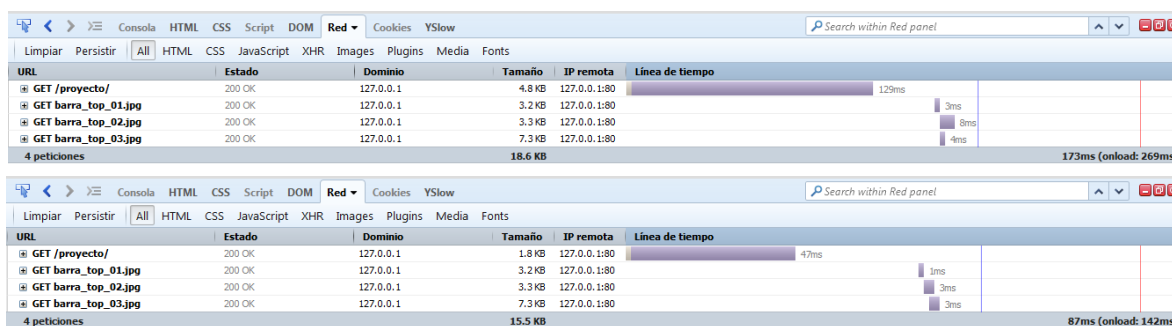 Consola HTML CSS Script DOM Red Cookies YSlow Search within Red panel
Limpiar Persistir All HTML CSS JavaScript XHR Images Plugins Media Fonts
URL Estado Dominio Tamaño IP remota Línea de tiempo
GET /proyecto/ 200 OK 127.0.0.1 4.8 KB 127.0.0.1:80 129ms
GET barra_top_01.jpg 200 OK 127.0.0.1 3.2 KB 127.0.0.1:80 3ms
GET barra_top_02.jpg 200 OK 127.0.0.1 3.3 KB 127.0.0.1:80 8ms
GET barra_top_03.jpg 200 OK 127.0.0.1 7.3 KB 127.0.0.1:80 4ms
4 peticiones 18.6 KB 173ms (onload: 269ms
Consola HTML CSS Script DOM Red Cookies YSlow Search within Red panel
Limpiar Persistir All HTML CSS JavaScript XHR Images Plugins Media Fonts
URL Estado Dominio Tamaño IP remota Línea de tiempo
GET /proyecto/ 200 OK 127.0.0.1 1.8 KB 127.0.0.1:80 47ms
GET barra_top_01.jpg 200 OK 127.0.0.1 3.2 KB 127.0.0.1:80 1ms
GET barra_top_02.jpg 200 OK 127.0.0.1 3.3 KB 127.0.0.1:80 3ms
GET barra_top_03.jpg 200 OK 127.0.0.1 7.3 KB 127.0.0.1:80 3ms
4 peticiones 15.5 KB 87ms (onload: 142ms